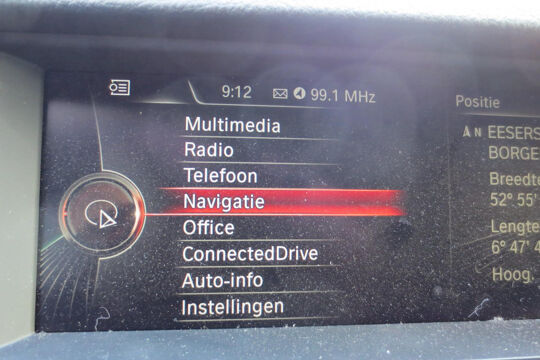 9:12 99.1 MHz
Multimedia
Radio
Telefoon
Navigatie
Office
ConnectedDrive
Auto-info
Instellingen
Positie
N EESERS
BORGE
Breedte
52° 55'
Lengte
6° 47'
Hoog.